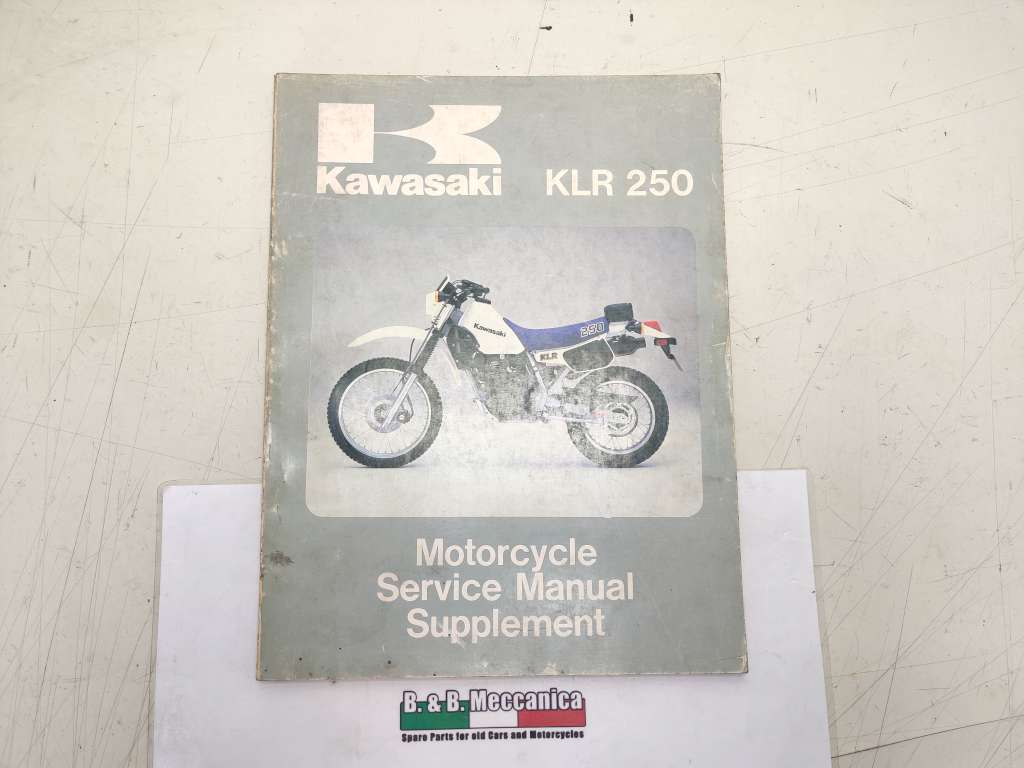 Kawasaki KLR 250
Kawasaki
250
KLR
Motorcycle
Service Manual
Supplement
B. & B. Meccanica
Spare Parts for old Cars and Motorcycles